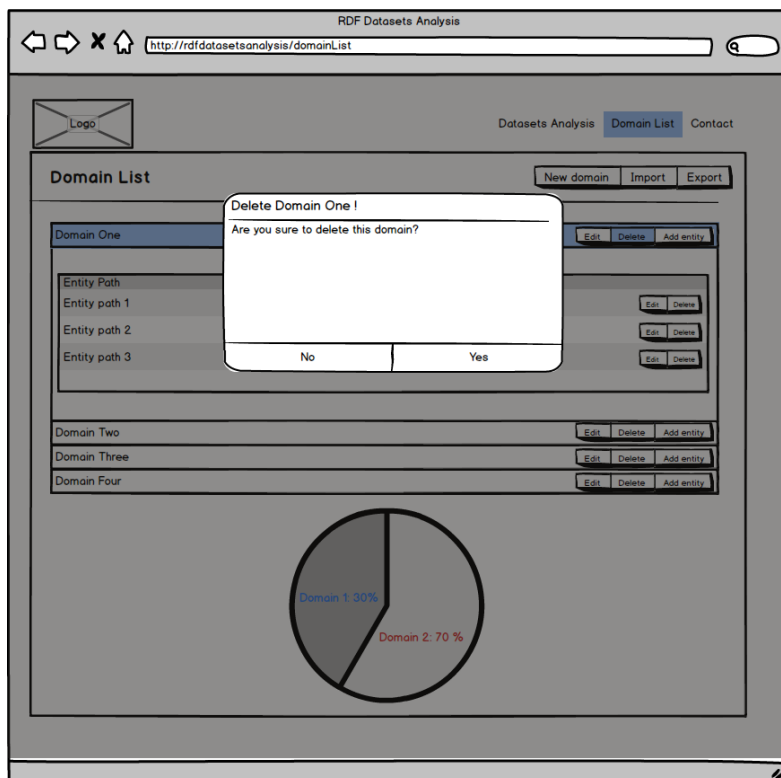 RDF Datasets Analysis
http://rdfdatasetsanalysis/domainList
Logo
Datasets Analysis Domain List Contact
Domain List
New domain Import Export
Delete Domain One !
Are you sure to delete this domain?
No Yes
Domain One
Edit Delete Add entity
Entity Path
Entity path 1
Edit Delete
Entity path 2
Edit Delete
Entity path 3
Edit Delete
Domain Two
Edit Delete Add entity
Domain Three
Edit Delete Add entity
Domain Four
Edit Delete Add entity
Domain 1: 30%
Domain 2: 70 %